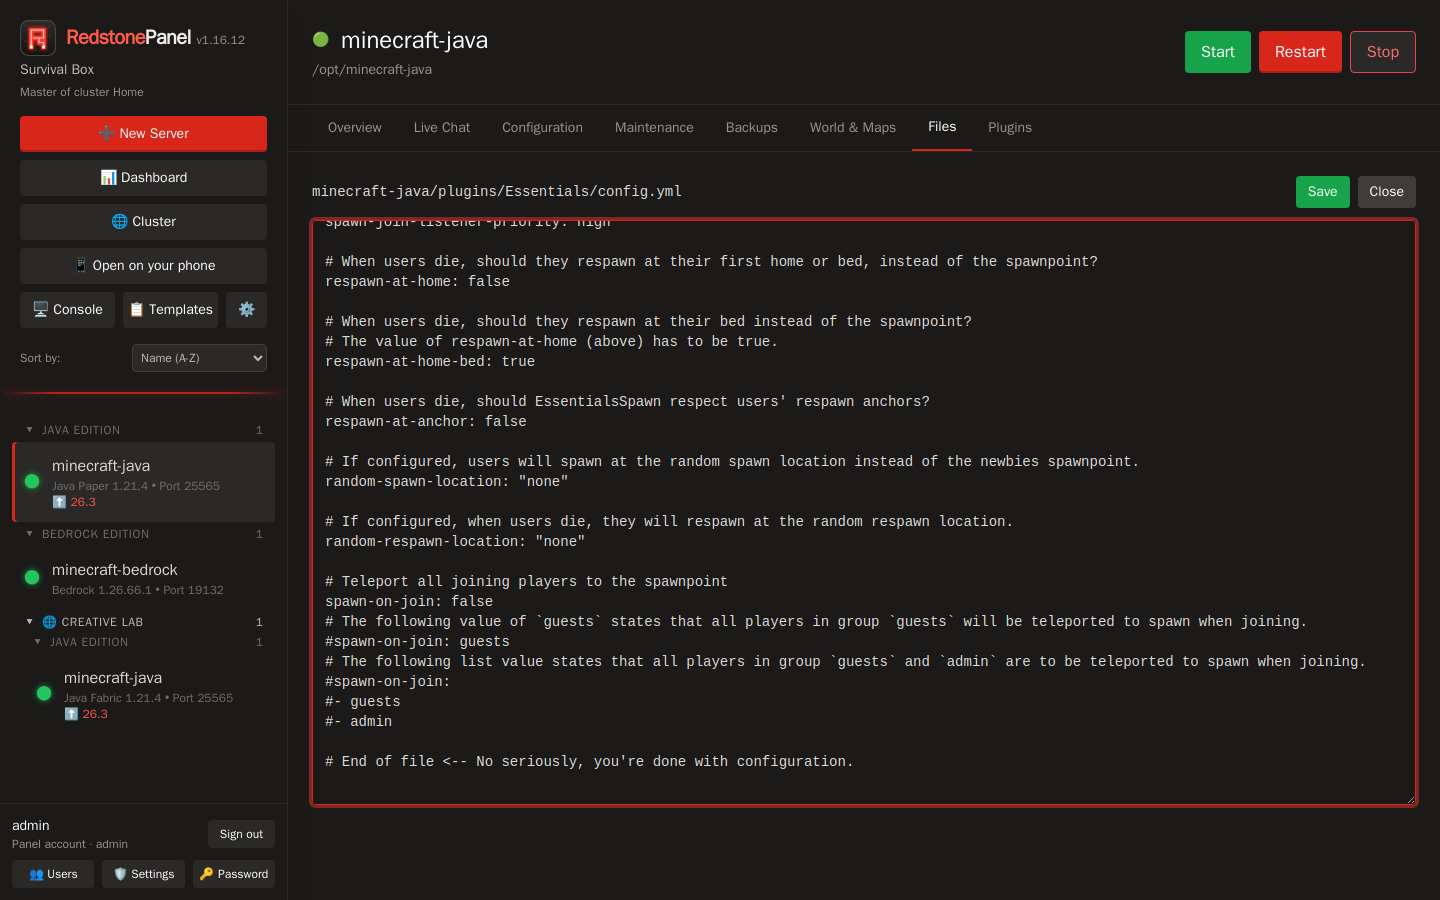 RedstonePanel v1.16.12
Survival Box
Master of cluster Home
➕ New Server
📊 Dashboard
🌐 Cluster
📱 Open on your phone
🖥️ Console
📋 Templates
Sort by:
Name (A-Z)
JAVA EDITION 1
minecraft-java
Java Paper 1.21.4 • Port 25565
⬆️ 26.3
BEDROCK EDITION 1
minecraft-bedrock
Bedrock 1.26.66.1 • Port 19132
🌐 CREATIVE LAB 1
JAVA EDITION 1
minecraft-java
Java Fabric 1.21.4 • Port 25565
⬆️ 26.3
admin
Panel account · admin
Sign out
👥 Users
🛡️ Settings
🔑 Password
minecraft-java
/opt/minecraft-java
Start
Restart
Stop
Overview
Live Chat
Configuration
Maintenance
Backups
World & Maps
Files
Plugins
minecraft-java/plugins/Essentials/config.yml
Save
Close
spawn-join-listener-priority: high
# When users die, should they respawn at their first home or bed, instead of the spawnpoint?
respawn-at-home: false
# When users die, should they respawn at their bed instead of the spawnpoint?
# The value of respawn-at-home (above) has to be true.
respawn-at-home-bed: true
# When users die, should EssentialsSpawn respect users' respawn anchors?
respawn-at-anchor: false
# If configured, users will spawn at the random spawn location instead of the newbies spawnpoint.
random-spawn-location: "none"
# If configured, when users die, they will respawn at the random respawn location.
random-respawn-location: "none"
# Teleport all joining players to the spawnpoint
spawn-on-join: false
# The following value of `guests` states that all players in group `guests` will be teleported to spawn when joining.
#spawn-on-join: guests
# The following list value states that all players in group `guests` and `admin` are to be teleported to spawn when joining.
#spawn-on-join:
#- guests
#- admin
# End of file <-- No seriously, you're done with configuration.